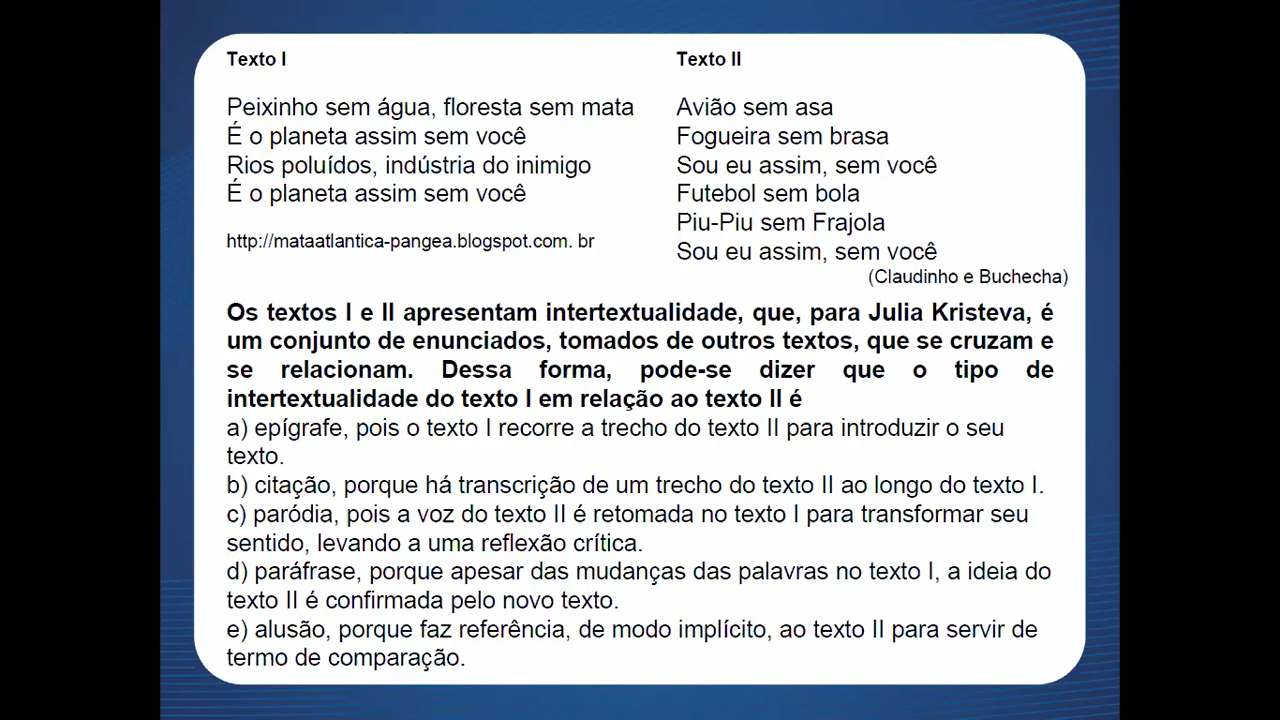 Texto I
Peixinho sem água, floresta sem mata
É o planeta assim sem você
Rios poluídos, indústria do inimigo
É o planeta assim sem você
http://mataatlantica-pangea.blogspot.com. br
Texto II
Avião sem asa
Fogueira sem brasa
Sou eu assim, sem você
Futebol sem bola
Piu-Piu sem Frajola
Sou eu assim, sem você
(Claudinho e Buchecha)
Os textos I e II apresentam intertextualidade, que, para Julia Kristeva, é
um conjunto de enunciados, tomados de outros textos, que se cruzam e
se relacionam. Dessa forma, pode-se dizer que o tipo de
intertextualidade do texto I em relação ao texto II é
a) epígrafe, pois o texto I recorre a trecho do texto II para introduzir o seu
texto.
b) citação, porque há transcrição de um trecho do texto II ao longo do texto I.
c) paródia, pois a voz do texto II é retomada no texto I para transformar seu
sentido, levando a uma reflexão crítica.
d) paráfrase, porque apesar das mudanças das palavras no texto I, a ideia do
texto II é confirmada pelo novo texto.
e) alusão, porque faz referência, de modo implícito, ao texto II para servir de
termo de comparação.